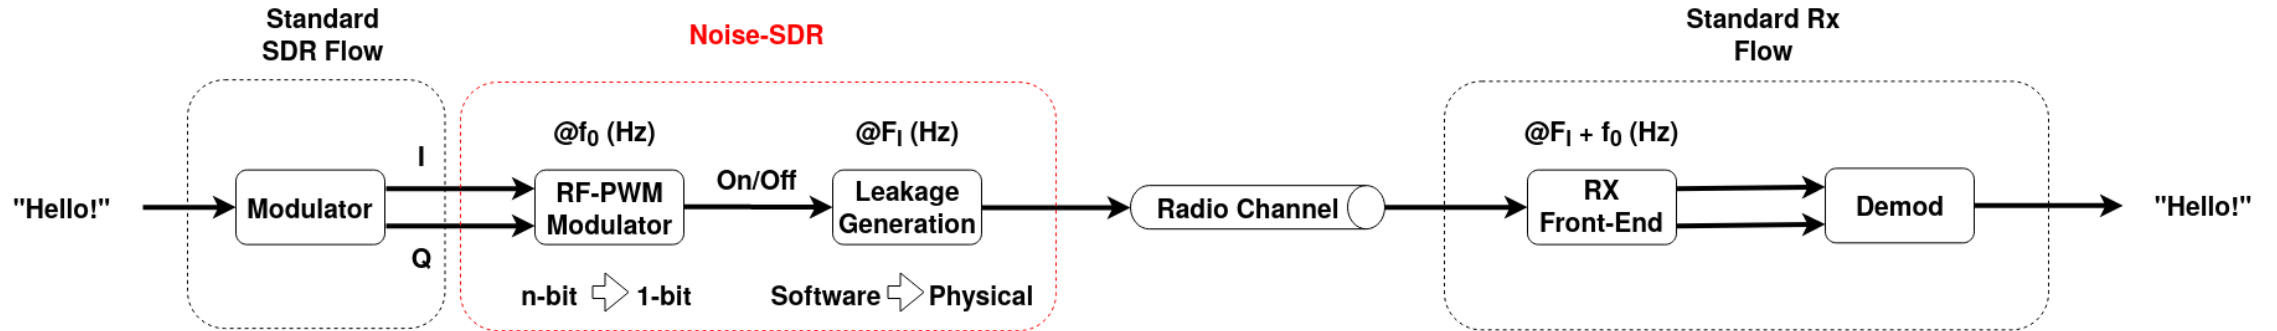 Standard
SDR Flow
Noise-SDR
Standard Rx
Flow
@f0 (Hz)
@FI (Hz)
@FI + f0 (Hz)
"Hello!"
Modulator
I
Q
RF-PWM
Modulator
On/Off
Leakage
Generation
Radio Channel
RX
Front-End
Demod
"Hello!"
n-bit
1-bit
Software
Physical